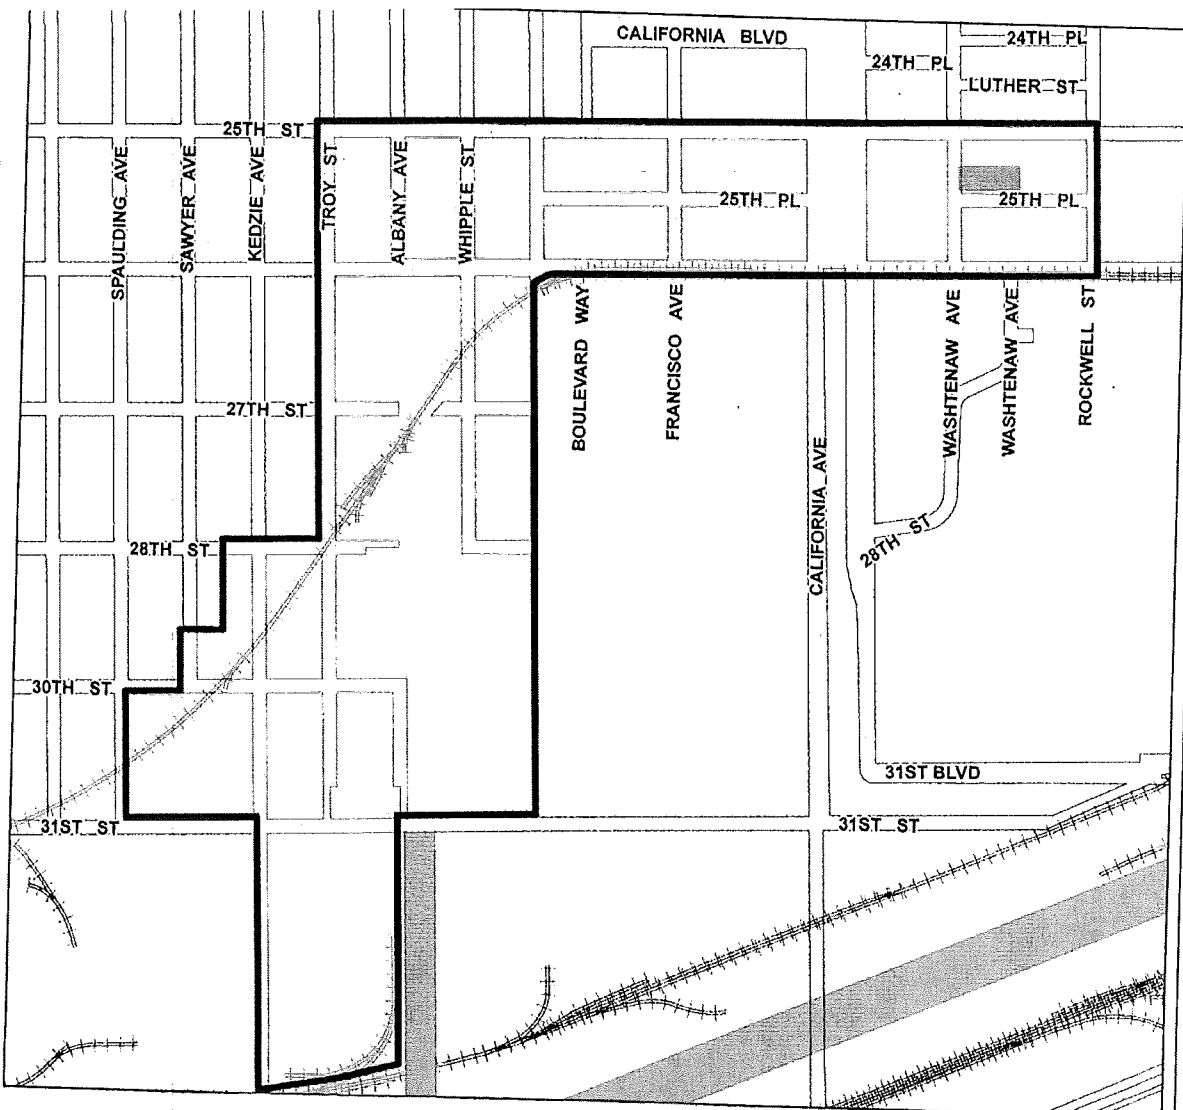 CALIFORNIA BLVD
24TH PL
24TH PL
LUTHER ST
25TH ST
SPAULDING AVE
SAWYER AVE
KEDZIE AVE
TROY ST
ALBANY AVE
WHIPPLE ST
25TH PL
25TH PL
BOULEVARD WAY
FRANCISCO AVE
CALIFORNIA AVE
WASHTENAW AVE
WASHTENAW AVE
ROCKWELL ST
27TH ST
28TH ST
28TH ST
30TH ST
31ST BLVD
31ST ST
31ST ST